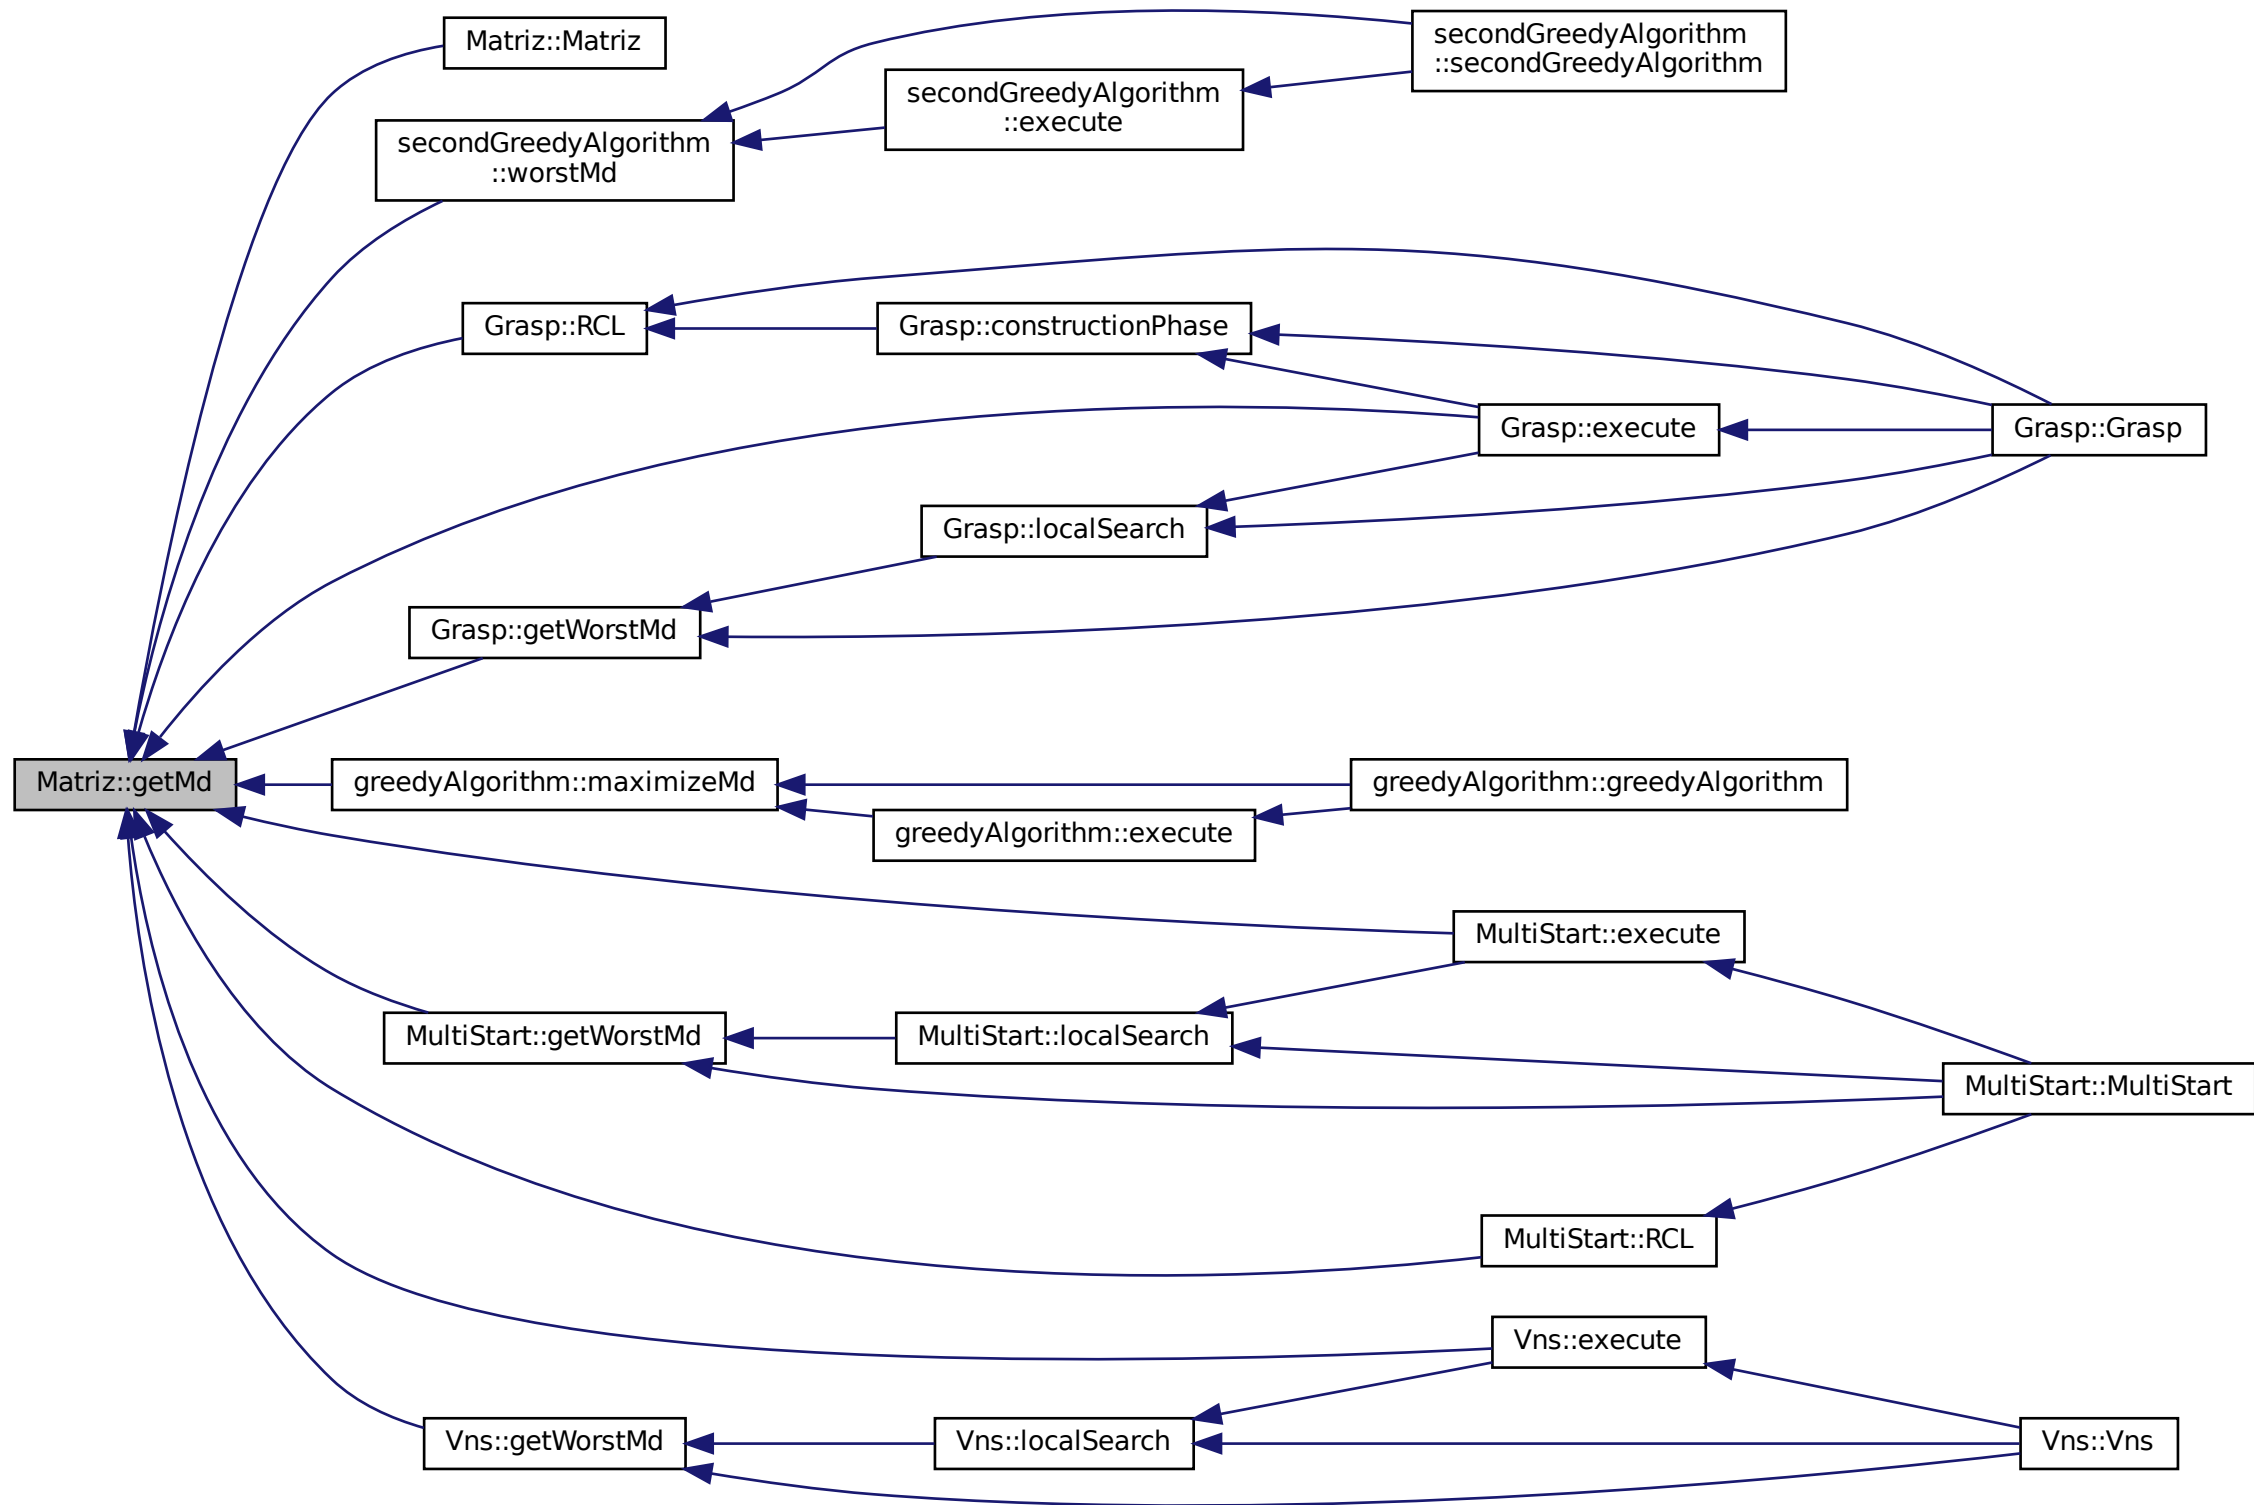 Matriz::Matriz
secondGreedyAlgorithm
::secondGreedyAlgorithm
secondGreedyAlgorithm
::execute
secondGreedyAlgorithm
::worstMd
Grasp::RCL
Grasp::constructionPhase
Grasp::execute
Grasp::Grasp
Grasp::localSearch
Grasp::getWorstMd
Matriz::getMd
greedyAlgorithm::maximizeMd
greedyAlgorithm::greedyAlgorithm
greedyAlgorithm::execute
MultiStart::execute
MultiStart::getWorstMd
MultiStart::localSearch
MultiStart::MultiStart
MultiStart::RCL
Vns::execute
Vns::getWorstMd
Vns::localSearch
Vns::Vns